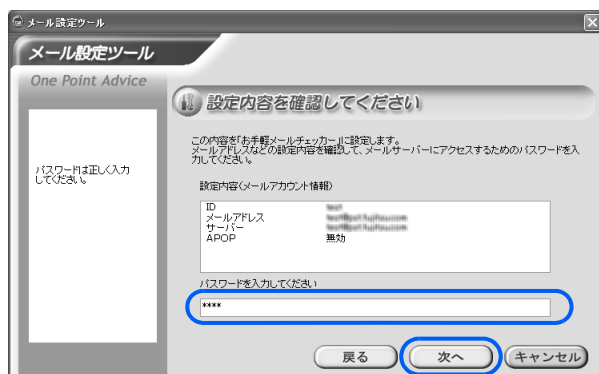 メール設定ツール
メール設定ツール
One Point Advice
設定内容を確認してください
この内容を「お手軽メールチェッカー」に設定します。
メールアドレスなどの設定内容を確認して、メールサーバーにアクセスするためのパスワードを入
力してください。
パスワードは正しく入力
してください。
設定内容(メールアカウント情報)
ID
メールアドレス
サーバー
APOP 無効
パスワードを入力してください
****
戻る 次へ キャンセル